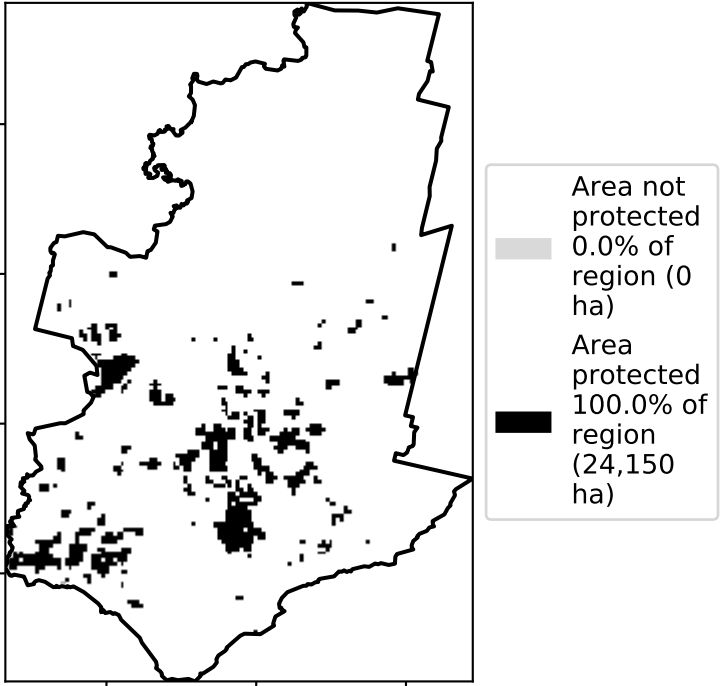 Area not
protected
0.0% of
region (0
ha)
Area
protected
100.0% of
region
(24,150
ha)